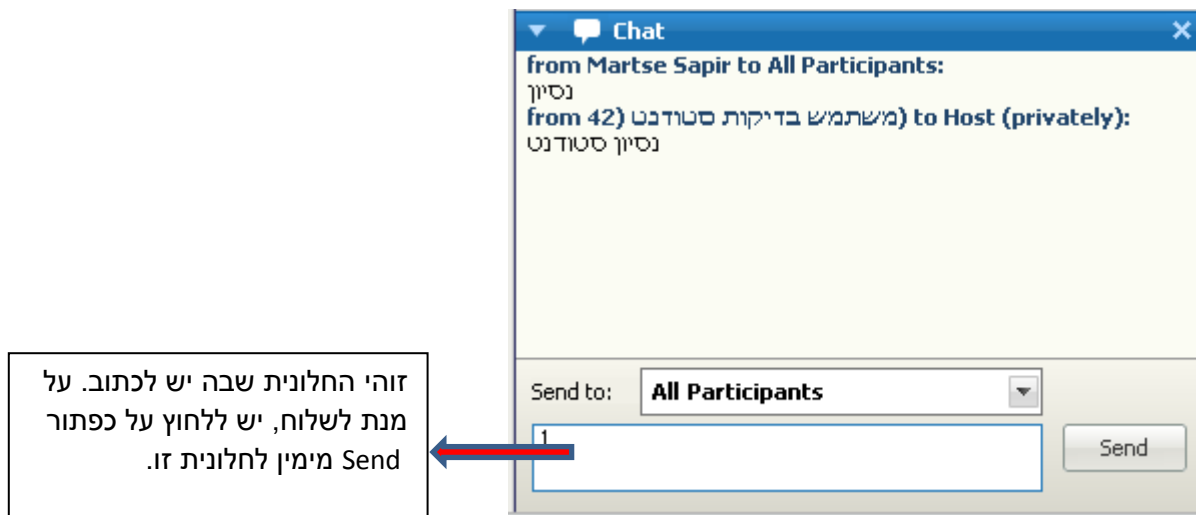 Chat
from Martse Sapir to All Participants:
נסיון
from 42) משתמש בדיקות סטודנט) to Host (privately):
נסיון סטודנט
Send to: All Participants
1
Send
זוהי החלונית שבה יש לכתוב. על
מנת לשלוח, יש ללחוץ על כפתור
Send מימין לחלונית זו.